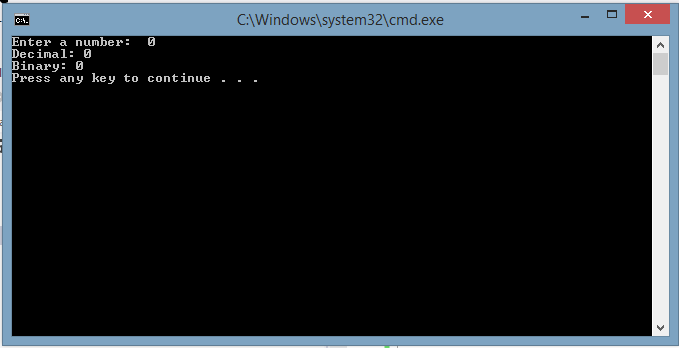 C:\Windows\system32\cmd.exe
Enter a number:  0
Decimal: 0
Binary: 0
Press any key to continue . . .